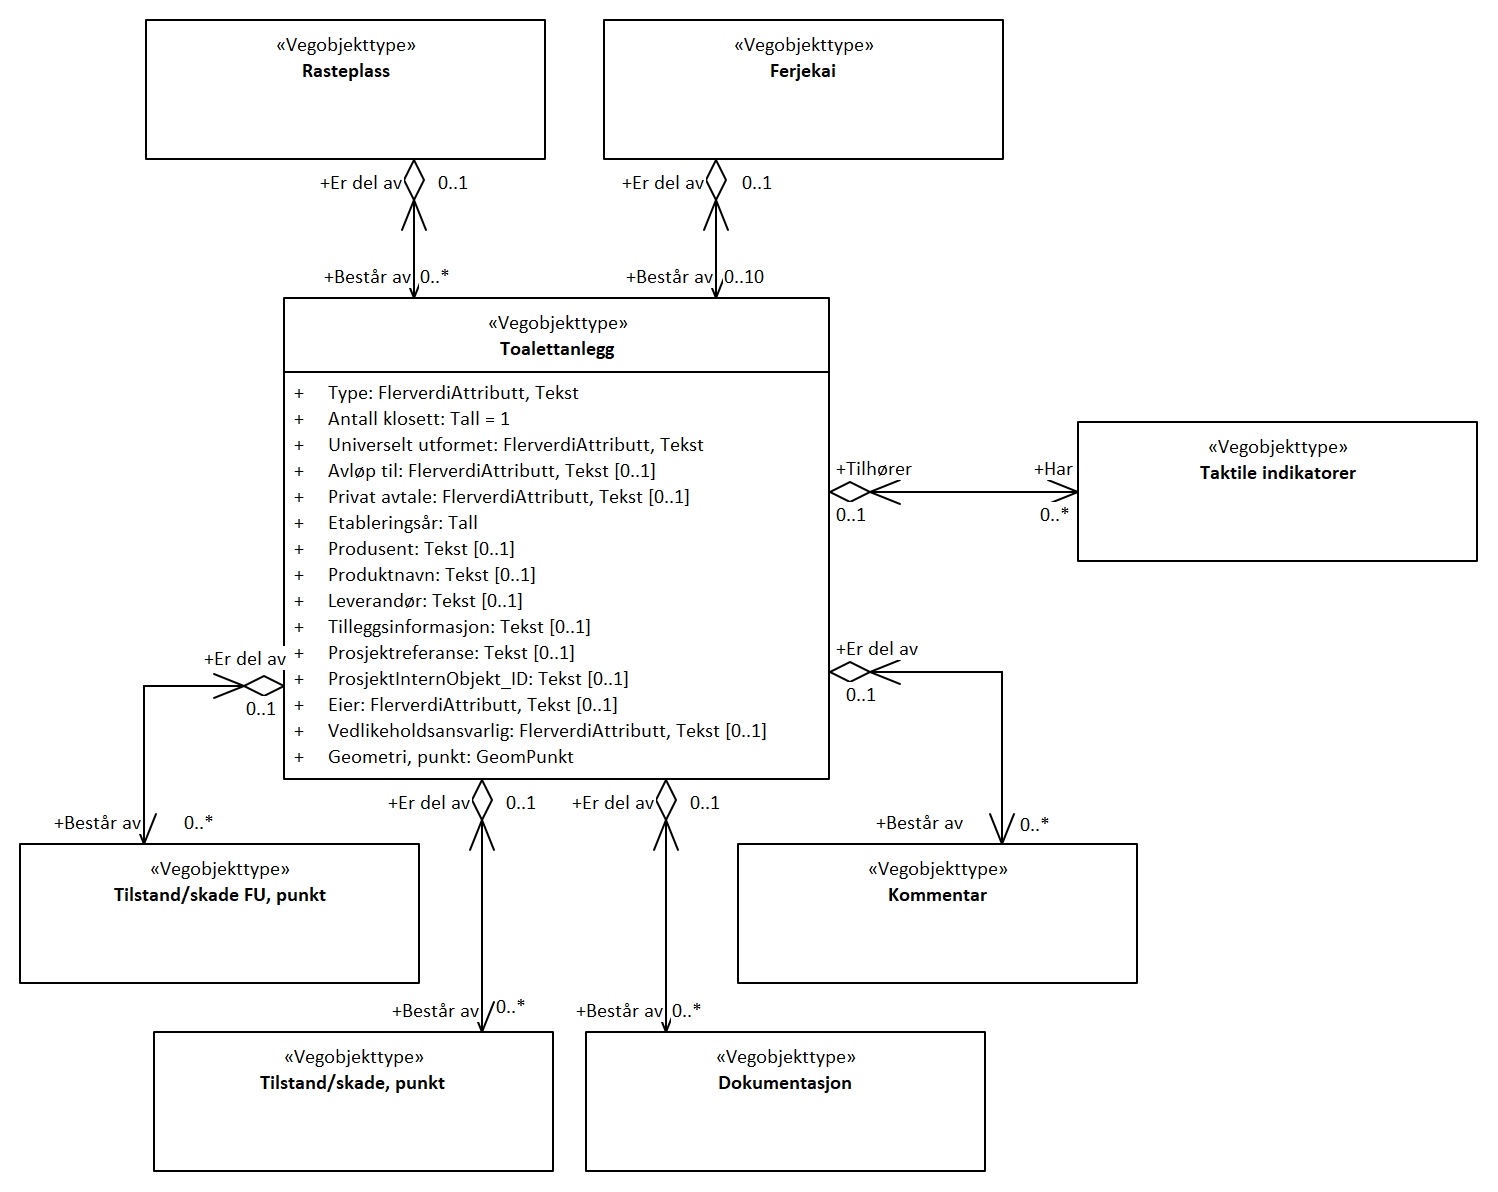 «Vegobjekttype»
Rasteplass
«Vegobjekttype»
Ferjekai
+Er del av
0..1
+Er del av
0..1
+Består av
0..*
+Består av
0..10
«Vegobjekttype»
Toalettanlegg
+ Type: FlerverdiAttributt, Tekst
+ Antall klosett: Tall = 1
+ Universelt utformet: FlerverdiAttributt, Tekst
+ Avløp til: FlerverdiAttributt, Tekst [0..1]
+ Privat avtale: FlerverdiAttributt, Tekst [0..1]
+ Etableringsår: Tall
+ Produsent: Tekst [0..1]
+ Produktnavn: Tekst [0..1]
+ Leverandør: Tekst [0..1]
+ Tilleggsinformasjon: Tekst [0..1]
+ Prosjektreferanse: Tekst [0..1]
+ ProsjektInternObjekt_ID: Tekst [0..1]
+ Eier: FlerverdiAttributt, Tekst [0..1]
+ Vedlikeholdsansvarlig: FlerverdiAttributt, Tekst [0..1]
+ Geometri, punkt: GeomPunkt
+Tilhører
0..1
+Har
0..*
«Vegobjekttype»
Taktile indikatorer
+Er del av
0..1
+Er del av
0..1
+Er del av
0..1
+Er del av
0..1
+Består av
0..*
+Består av
0..*
«Vegobjekttype»
Tilstand/skade FU, punkt
«Vegobjekttype»
Kommentar
+Består av
0..*
+Består av
0..*
«Vegobjekttype»
Tilstand/skade, punkt
«Vegobjekttype»
Dokumentasjon